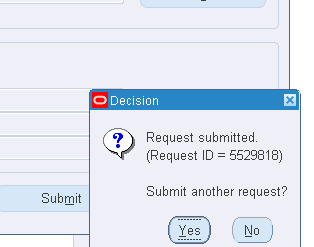 Decision
?
Request submitted.
(Request ID = 5529818)
Submit another request?
Submit
Yes
No